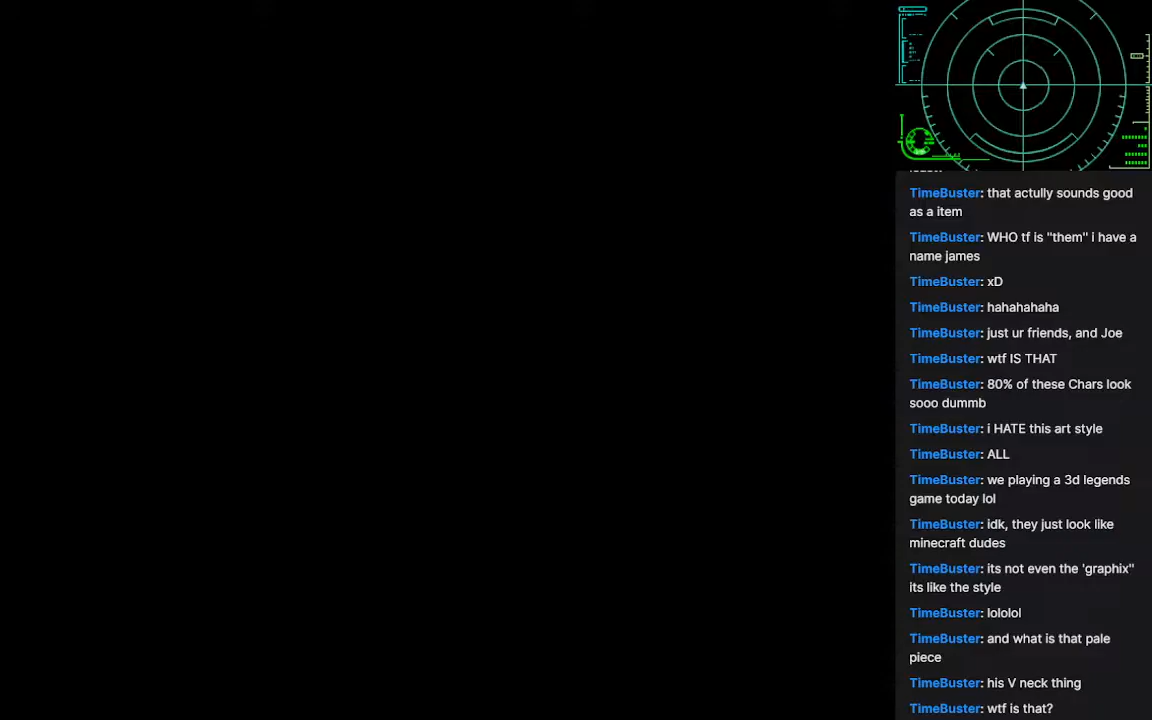 TimeBuster: that actully sounds good
as a item
TimeBuster: WHO tf is "them" i have a
name james
TimeBuster: xD
TimeBuster: hahahahaha
TimeBuster: just ur friends, and Joe
TimeBuster: wtf IS THAT
TimeBuster: 80% of these Chars look
sooo dummb
TimeBuster: i HATE this art style
TimeBuster: ALL
TimeBuster: we playing a 3d legends
game today lol
TimeBuster: idk, they just look like
minecraft dudes
TimeBuster: its not even the 'graphix"
its like the style
TimeBuster: lololol
TimeBuster: and what is that pale
piece
TimeBuster: his V neck thing
TimeBuster: wtf is that?